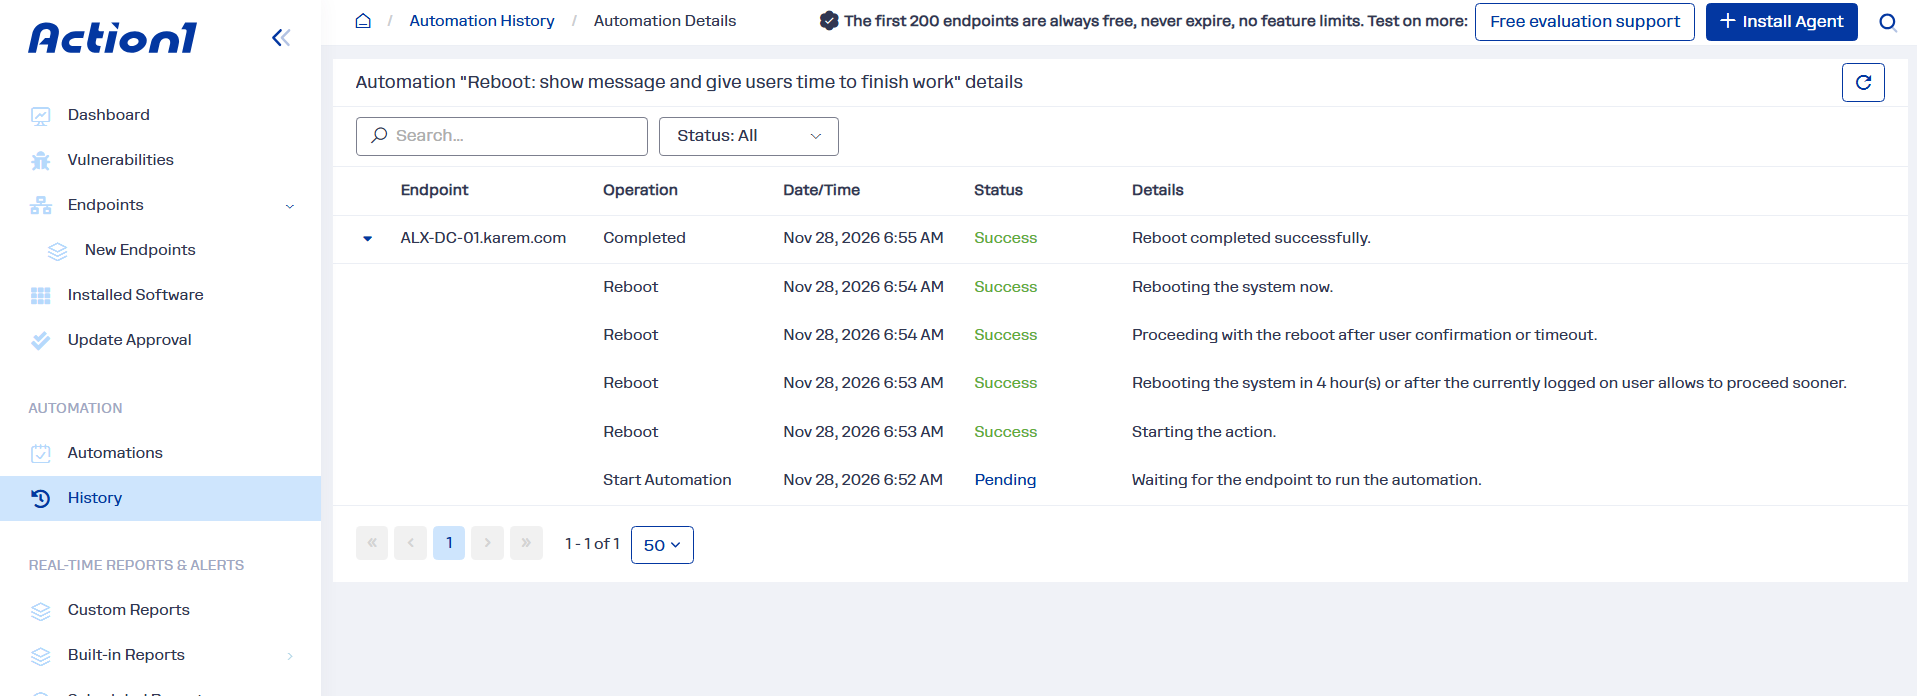 Action1
/ Automation History / Automation Details
The first 200 endpoints are always free, never expire, no feature limits. Test on more:
Free evaluation support
+ Install Agent
Dashboard
Vulnerabilities
Endpoints
New Endpoints
Installed Software
Update Approval
AUTOMATION
Automations
History
REAL-TIME REPORTS & ALERTS
Custom Reports
Built-in Reports
Automation "Reboot: show message and give users time to finish work" details
Search...
Status: All
Endpoint Operation Date/Time Status Details
ALX-DC-01.karem.com Completed Nov 28, 2026 6:55 AM Success Reboot completed successfully.
Reboot Nov 28, 2026 6:54 AM Success Rebooting the system now.
Reboot Nov 28, 2026 6:54 AM Success Proceeding with the reboot after user confirmation or timeout.
Reboot Nov 28, 2026 6:53 AM Success Rebooting the system in 4 hour(s) or after the currently logged on user allows to proceed sooner.
Reboot Nov 28, 2026 6:53 AM Success Starting the action.
Start Automation Nov 28, 2026 6:52 AM Pending Waiting for the endpoint to run the automation.
« ‹ 1 › » 1 - 1 of 1 50